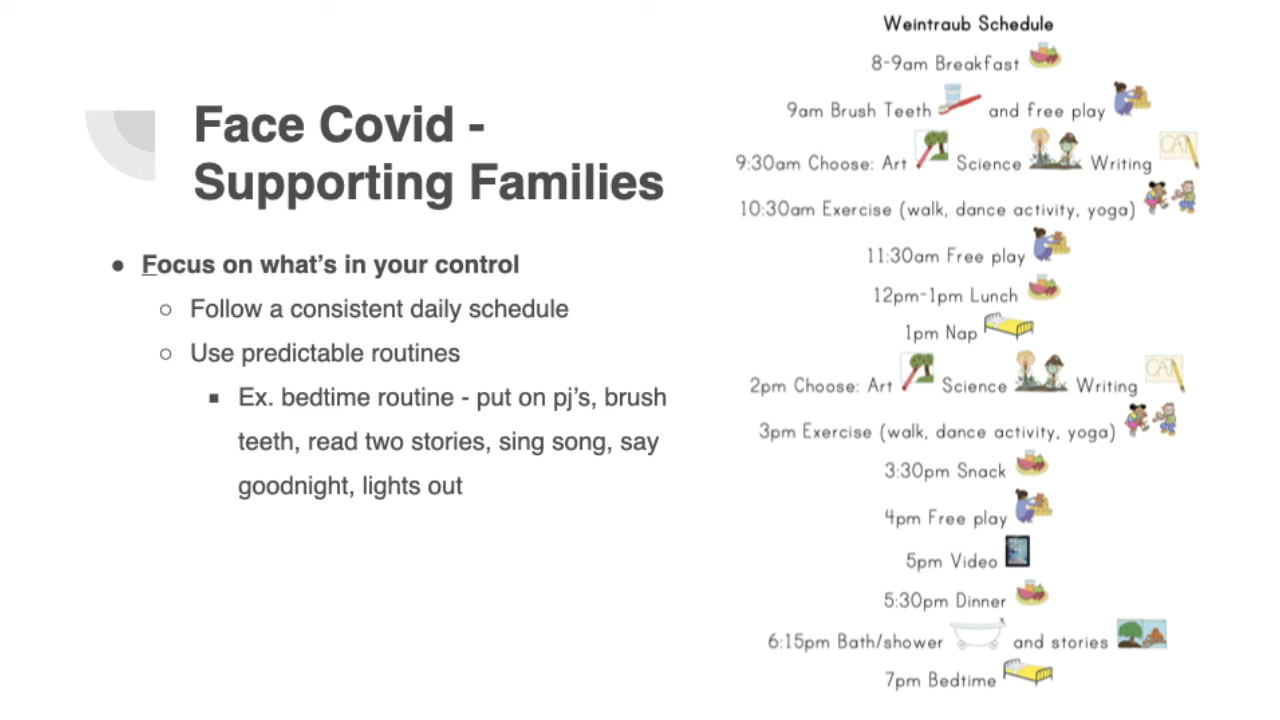 Face Covid -
Supporting Families
● Focus on what's in your control
○ Follow a consistent daily schedule
○ Use predictable routines
■ Ex. bedtime routine - put on pj's, brush
teeth, read two stories, sing song, say
goodnight, lights out
Weintraub Schedule
8-9am Breakfast
9am Brush Teeth and free play
9:30am Choose: Art Science Writing CAT
10:30am Exercise (walk, dance activity, yoga)
11:30am Free play
12pm-1pm Lunch
1pm Nap
2pm Choose: Art Science Writing CAT
3pm Exercise (walk, dance activity, yoga)
3:30pm Snack
4pm Free play
5pm Video
5:30pm Dinner
6:15pm Bath/shower and stories
7pm Bedtime